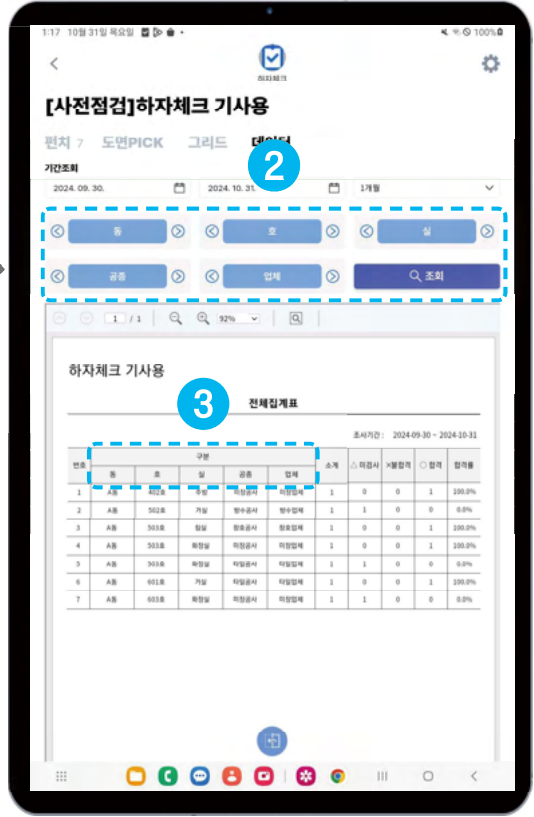 1:17 10월 31일 목요일 100%
하자체크
[사전점검]하자체크 기사용
펀치 7 도면PICK 그리드 데이터
2
기간조회
2024. 09. 30. 2024. 10. 31. 1개월
동 호 실
공종 업체 조회
1 / 1 92%
하자체크 기사용
3 전체집계표
조사기간 : 2024-09-30 ~ 2024-10-31
번호 구분 소계 △ 미검사 ×불합격 ○ 합격 합격률
동 호 실 공종 업체
1 A동 402호 주방 미장공사 미장업체 1 0 0 1 100.0%
2 A동 502호 거실 방수공사 방수업체 1 1 0 0 0.0%
3 A동 503호 침실 창호공사 창호업체 1 0 0 1 100.0%
4 A동 503호 화장실 미장공사 미장업체 1 0 0 1 100.0%
5 A동 503호 화장실 타일공사 타일업체 1 1 0 0 0.0%
6 A동 601호 거실 타일공사 타일업체 1 0 0 1 100.0%
7 A동 603호 화장실 미장공사 미장업체 1 1 0 0 0.0%